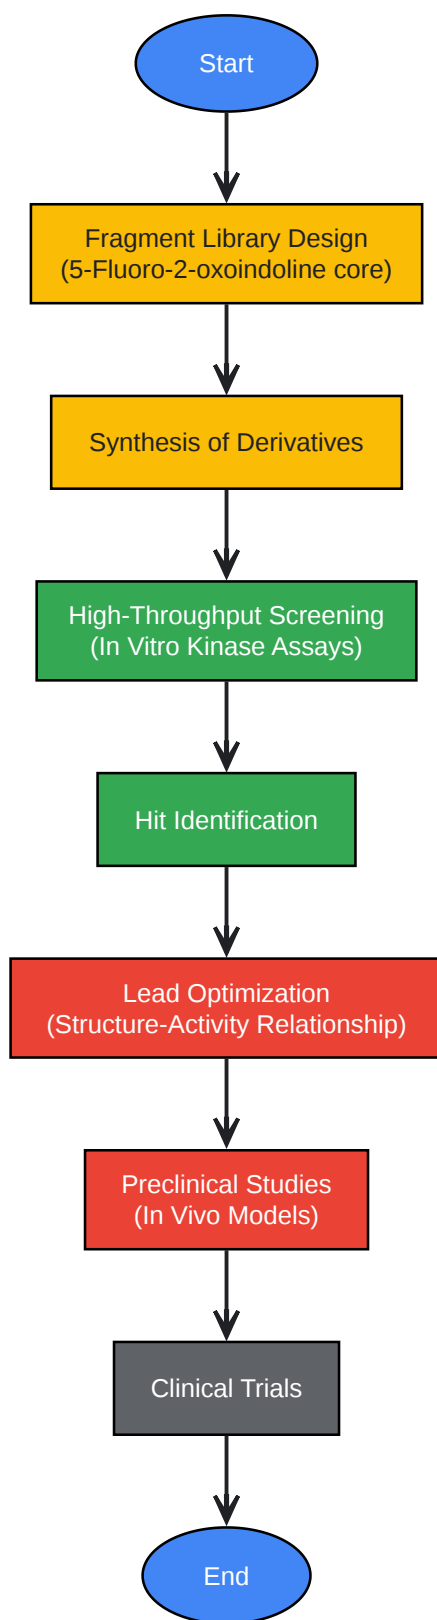 Start
Fragment Library Design
(5-Fluoro-2-oxoindoline core)
Synthesis of Derivatives
High-Throughput Screening
(In Vitro Kinase Assays)
Hit Identification
Lead Optimization
(Structure-Activity Relationship)
Preclinical Studies
(In Vivo Models)
Clinical Trials
End